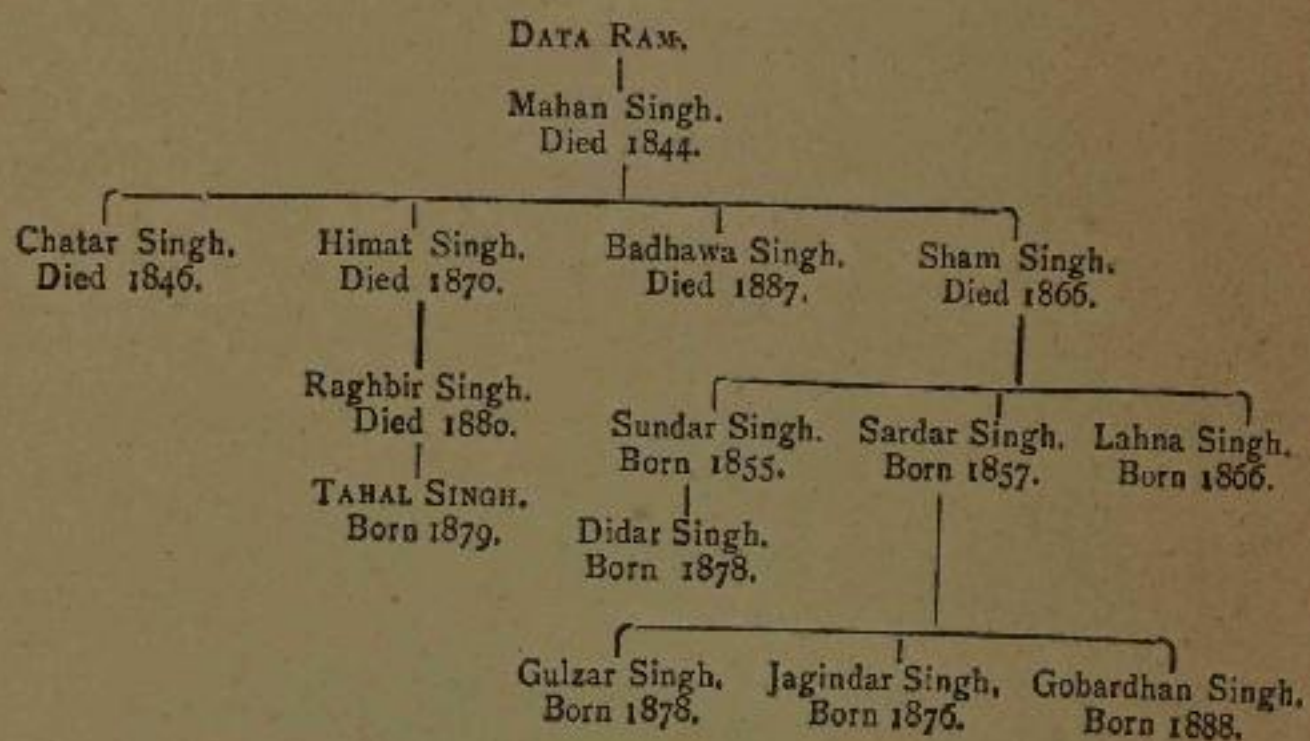 DATA RAM.
Mahan Singh.
Died 1844.
Chatar Singh. Himat Singh. Badhawa Singh. Sham Singh.
Died 1846. Died 1870. Died 1887. Died 1866.
Raghbir Singh.
Died 1880.
Sundar Singh. Sardar Singh. Lahna Singh.
Born 1855. Born 1857. Born 1866.
TAHAL SINGH.
Born 1879.
Didar Singh.
Born 1878.
Gulzar Singh. Jagindar Singh. Gobardhan Singh.
Born 1878. Born 1876. Born 1888.